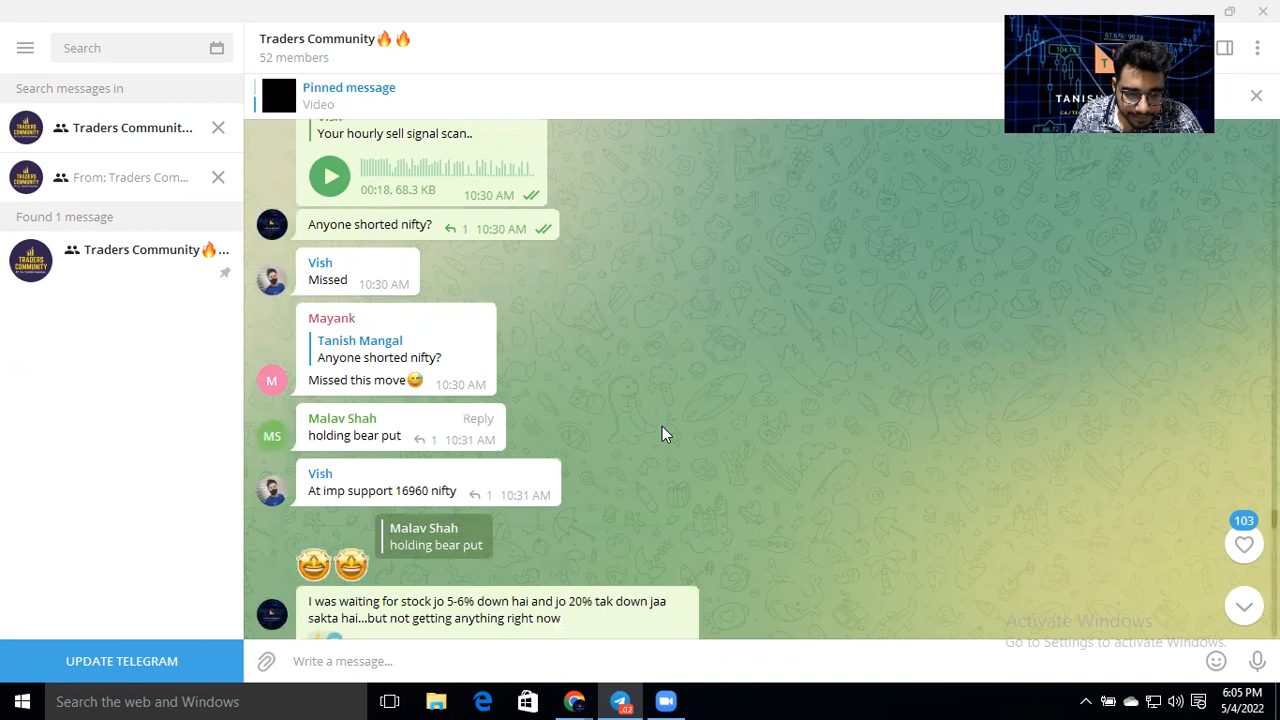 Search
Traders Community🔥🔥
52 members
Search messages in
Traders Communit...
From: Traders Com...
Found 1 message
Traders Community🔥...
UPDATE TELEGRAM
Pinned message
Video
TANIS
Your hourly sell signal scan..
00:18, 68.3 KB
10:30 AM
Anyone shorted nifty? 1 10:30 AM
Vish
Missed 10:30 AM
Mayank
Tanish Mangal
Anyone shorted nifty?
Missed this move😅 10:30 AM
Malav Shah Reply
holding bear put 1 10:31 AM
Vish
At imp support 16960 nifty 1 10:31 AM
Malav Shah
holding bear put
🤩🤩
I was waiting for stock jo 5-6% down hai and jo 20% tak down jaa
sakta hai...but not getting anything right now
M
MS
103
Activate Windows
Go to Settings to activate Windows.
Write a message...
Search the web and Windows
6:05 PM
5/4/2022